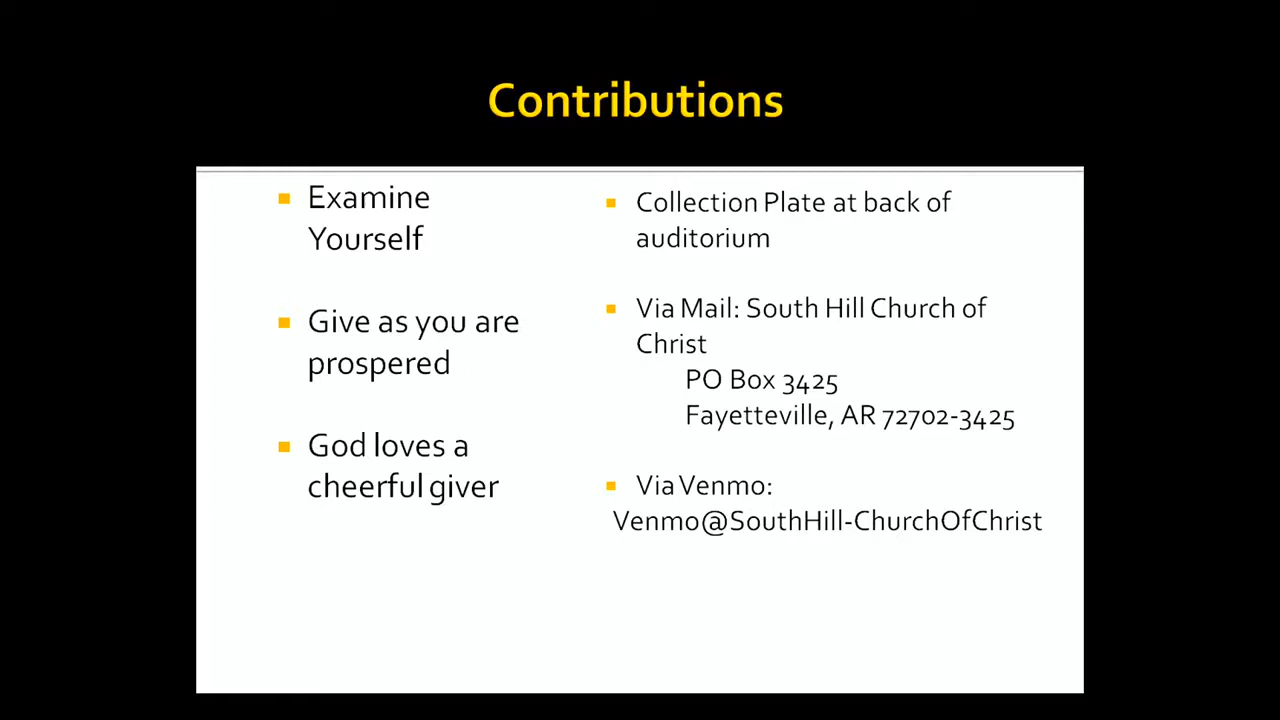 Contributions
Examine
Yourself
Give as you are
prospered
God loves a
cheerful giver
Collection Plate at back of
auditorium
Via Mail: South Hill Church of
Christ
PO Box 3425
Fayetteville, AR 72702-3425
Via Venmo:
Venmo@SouthHill-ChurchOfChrist